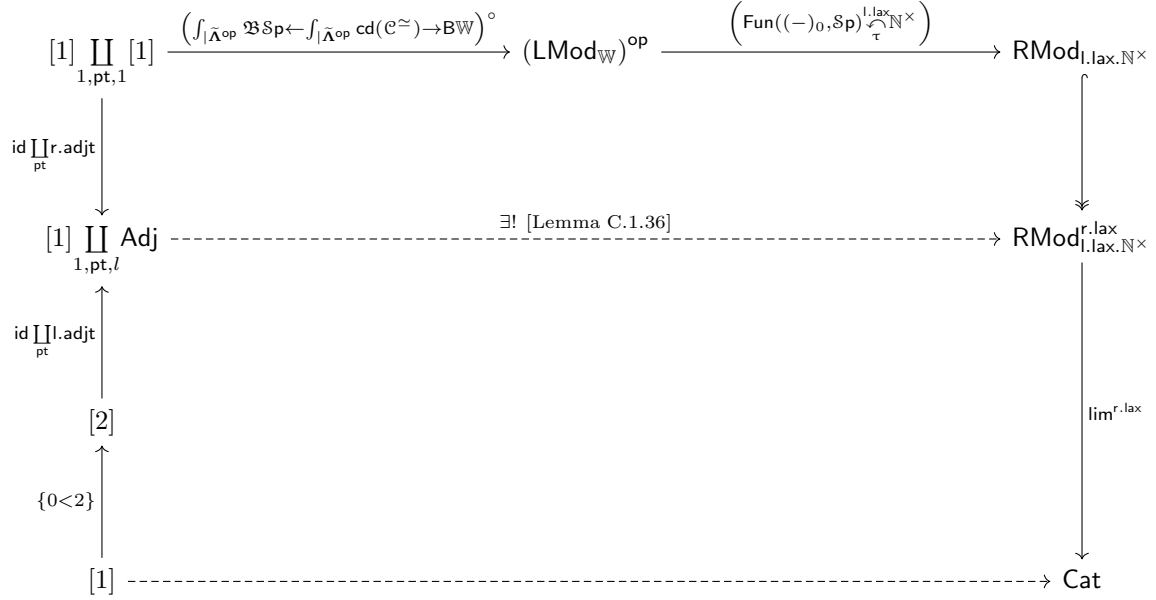 [1] ∐_{1,pt,1} [1]
(∫_{|Λ̃^op} 𝔅Sp ← ∫_{|Λ̃^op} cd(C^≃) → B𝕎)°
(LMod_𝕎)^op
(Fun((−)_0, Sp) ↶^{l.lax}_τ ℕ^×)
RMod_{l.lax.ℕ^×}
id ∐_{pt} r.adjt
[1] ∐_{1,pt,l} Adj
∃! [Lemma C.1.36]
RMod^{r.lax}_{l.lax.ℕ^×}
id ∐_{pt} l.adjt
[2]
lim^{r.lax}
{0<2}
[1]
Cat